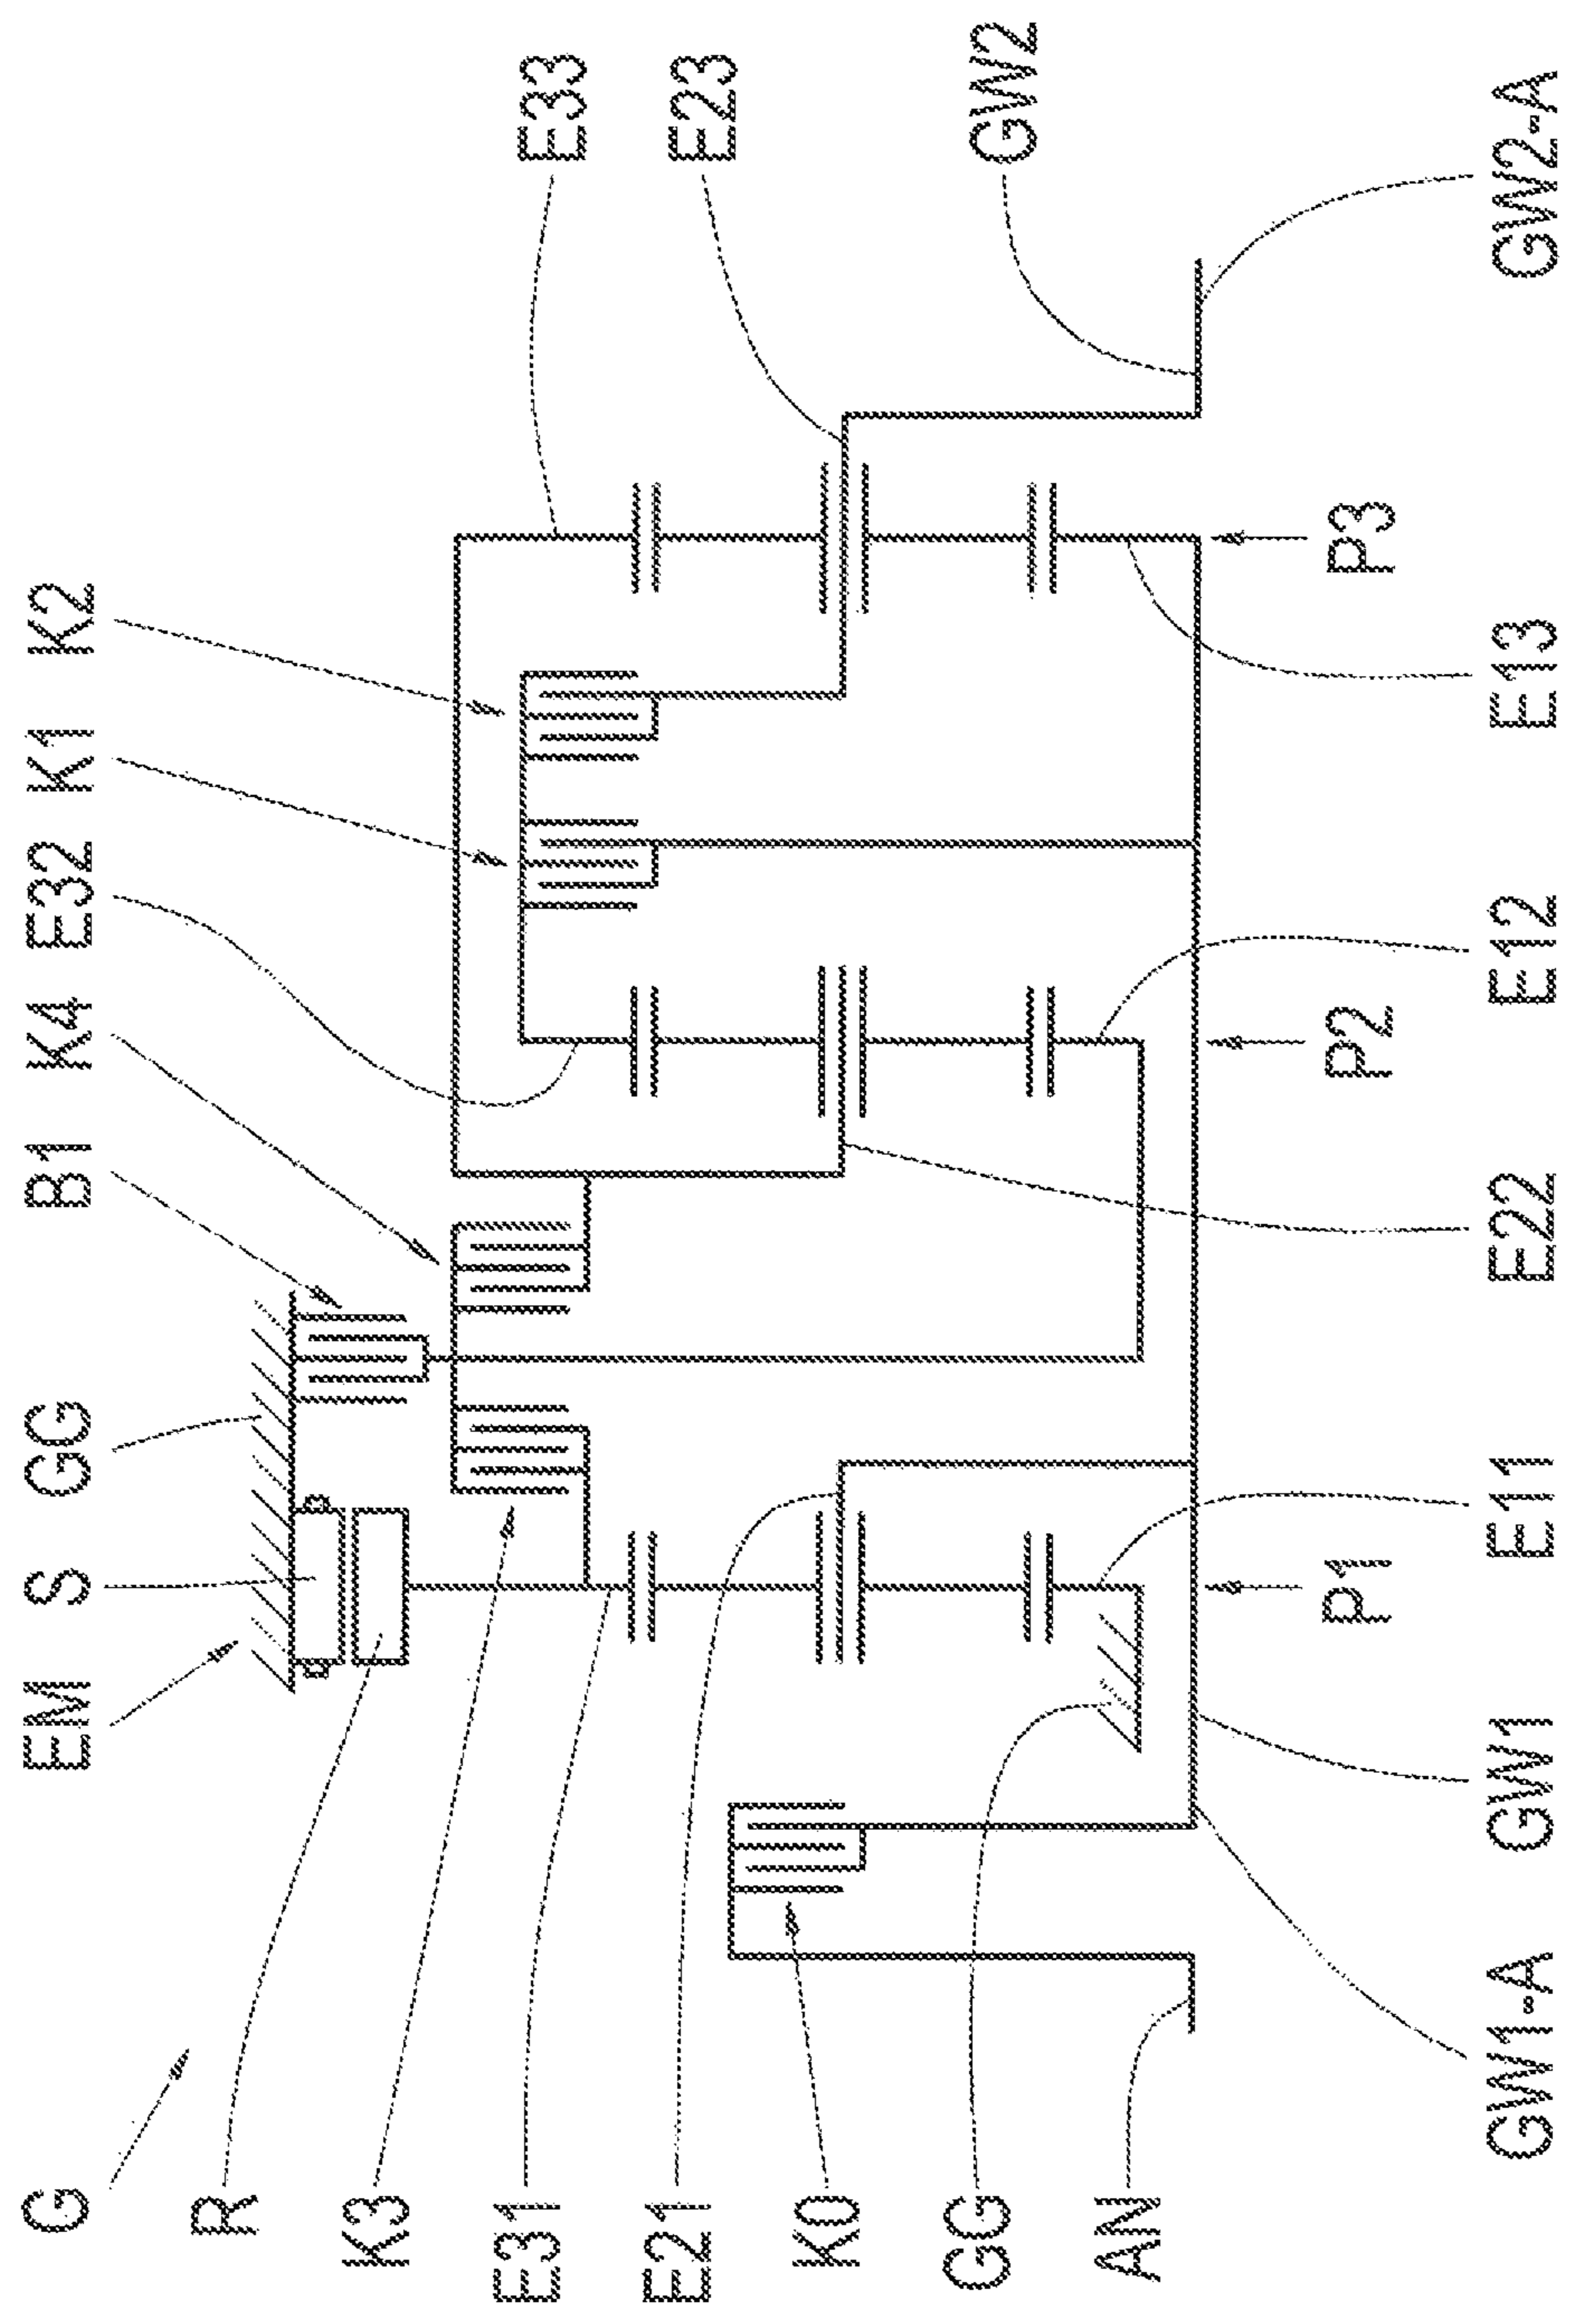 G
EM
S
GG
B1
K4
E32
K1
K2
R
K3
E31
E33
E21
E23
K0
GG
GW2
AN
P1
P2
P3
GW1-A
GW1
E11
E22
E12
E13
GW2-A